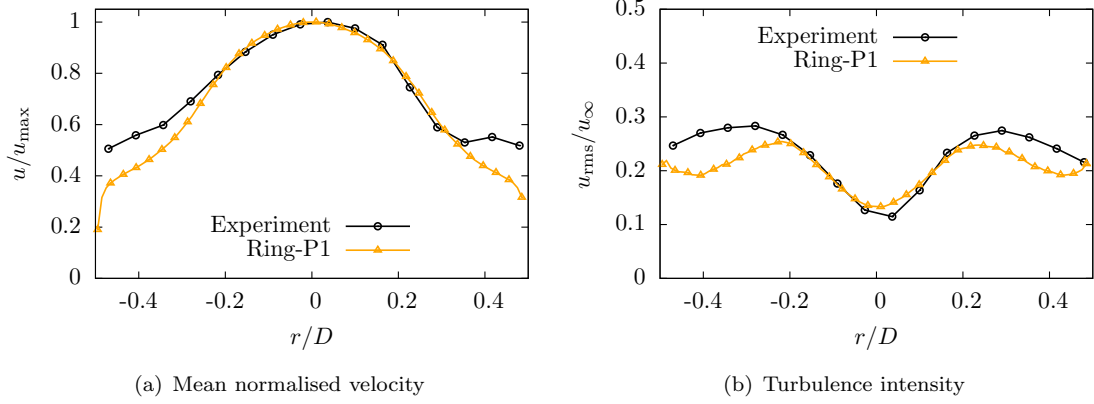 1
0.8
0.6
0.4
0.2
0
u/u_max
-0.4 -0.2 0 0.2 0.4
r/D
Experiment
Ring-P1
(a) Mean normalised velocity
0.5
0.4
0.3
0.2
0.1
0
u_rms/u_∞
-0.4 -0.2 0 0.2 0.4
r/D
Experiment
Ring-P1
(b) Turbulence intensity